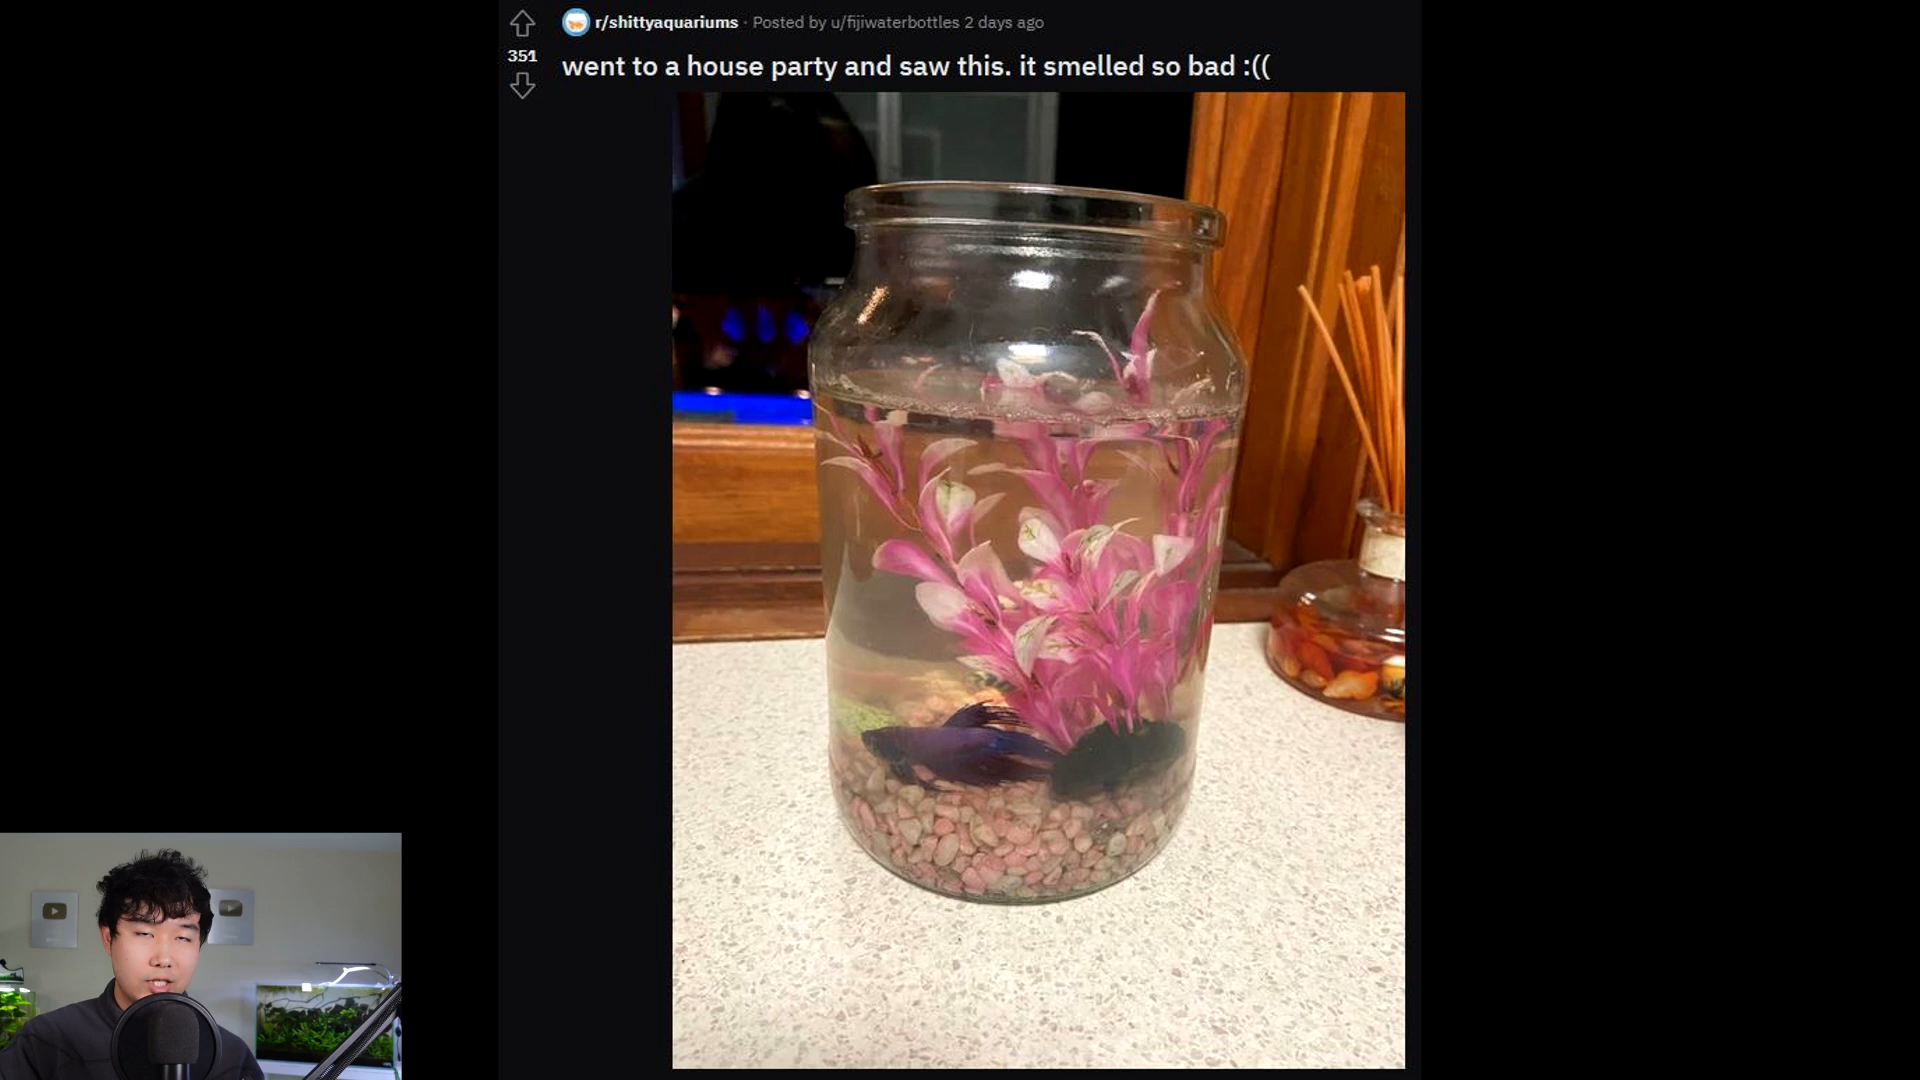 r/shittyaquariums · Posted by u/fijiwaterbottles 2 days ago
351
went to a house party and saw this. it smelled so bad :((